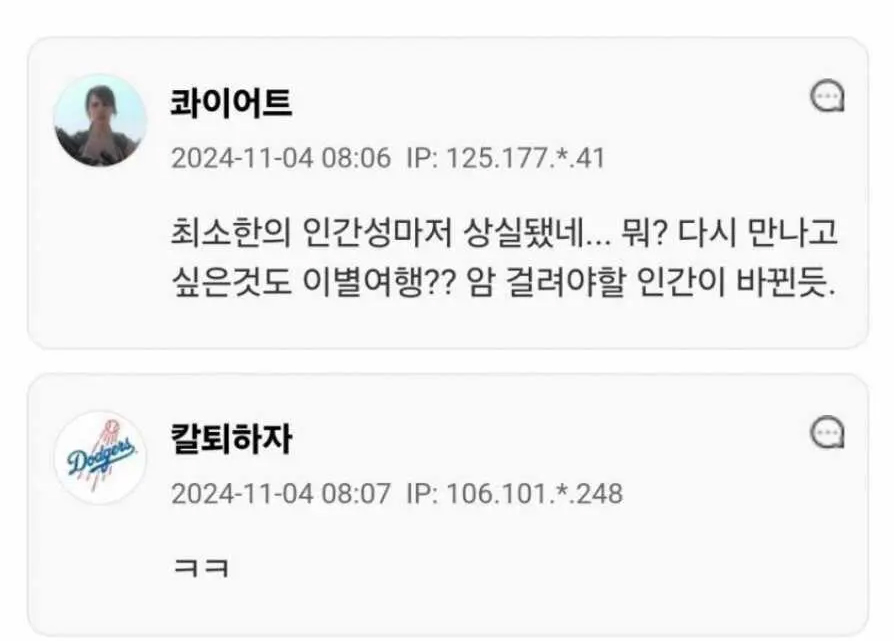 콰이어트
2024-11-04 08:06 IP: 125.177.*.41
최소한의 인간성마저 상실됐네... 뭐? 다시 만나고
싶은것도 이별여행?? 암 걸려야할 인간이 바뀐듯.
Dodgers
칼퇴하자
2024-11-04 08:07 IP: 106.101.*.248
ㅋㅋ